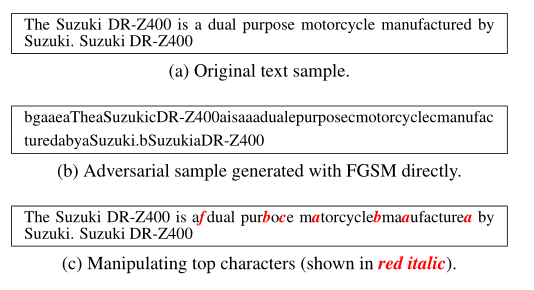 The Suzuki DR-Z400 is a dual purpose motorcycle manufactured by
Suzuki. Suzuki DR-Z400
(a) Original text sample.
bgaaeaTheaSuzukicDR-Z400aisaaadualepurposecmotorcyclecmanufac
turedabyaSuzuki.bSuzukiaDR-Z400
(b) Adversarial sample generated with FGSM directly.
The Suzuki DR-Z400 is af dual purboce matorcyclebmaaufacturea by
Suzuki. Suzuki DR-Z400
(c) Manipulating top characters (shown in red italic).